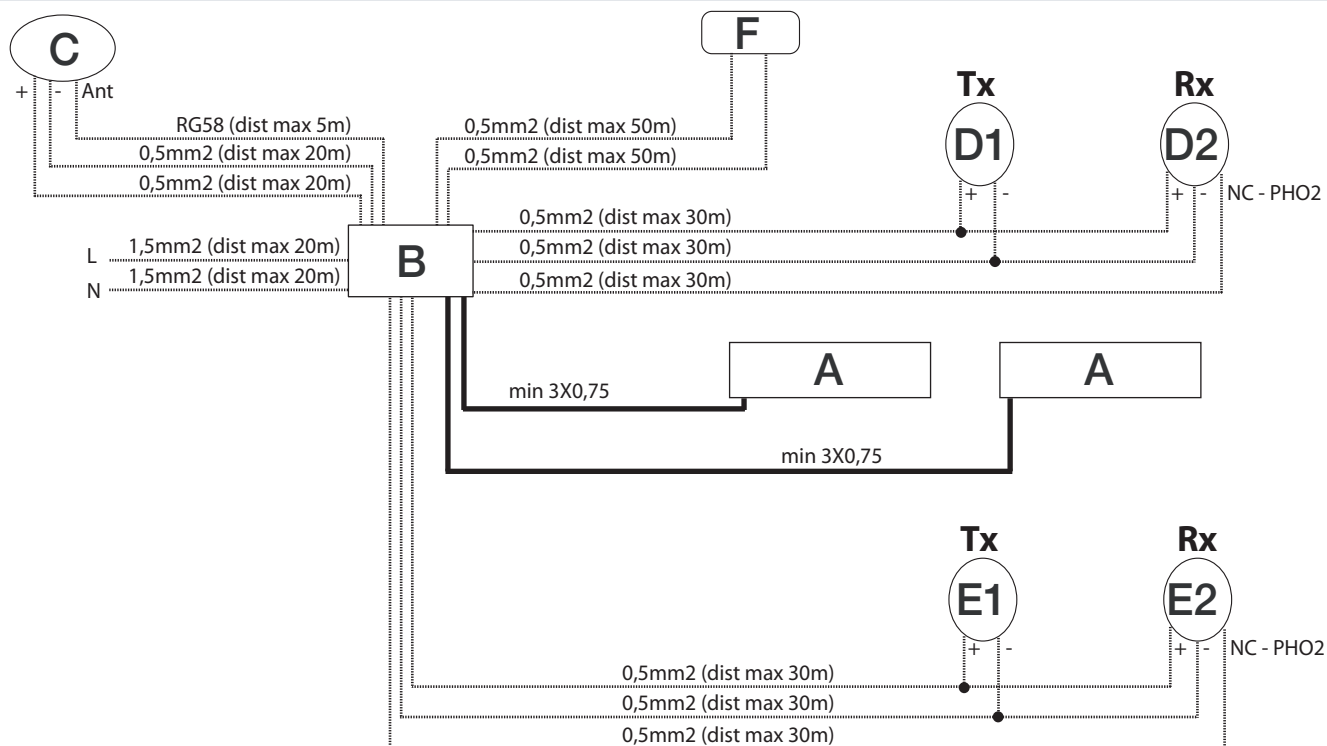 C
F
+ - Ant
Tx
Rx
RG58 (dist max 5m)
0,5mm2 (dist max 50m)
D1
D2
0,5mm2 (dist max 20m)
0,5mm2 (dist max 50m)
0,5mm2 (dist max 20m)
+ -
+ - NC - PHO2
0,5mm2 (dist max 30m)
L 1,5mm2 (dist max 20m)
B
0,5mm2 (dist max 30m)
N 1,5mm2 (dist max 20m)
0,5mm2 (dist max 30m)
A
A
min 3X0,75
min 3X0,75
Tx
Rx
E1
E2
+ -
+ - NC - PHO2
0,5mm2 (dist max 30m)
0,5mm2 (dist max 30m)
0,5mm2 (dist max 30m)